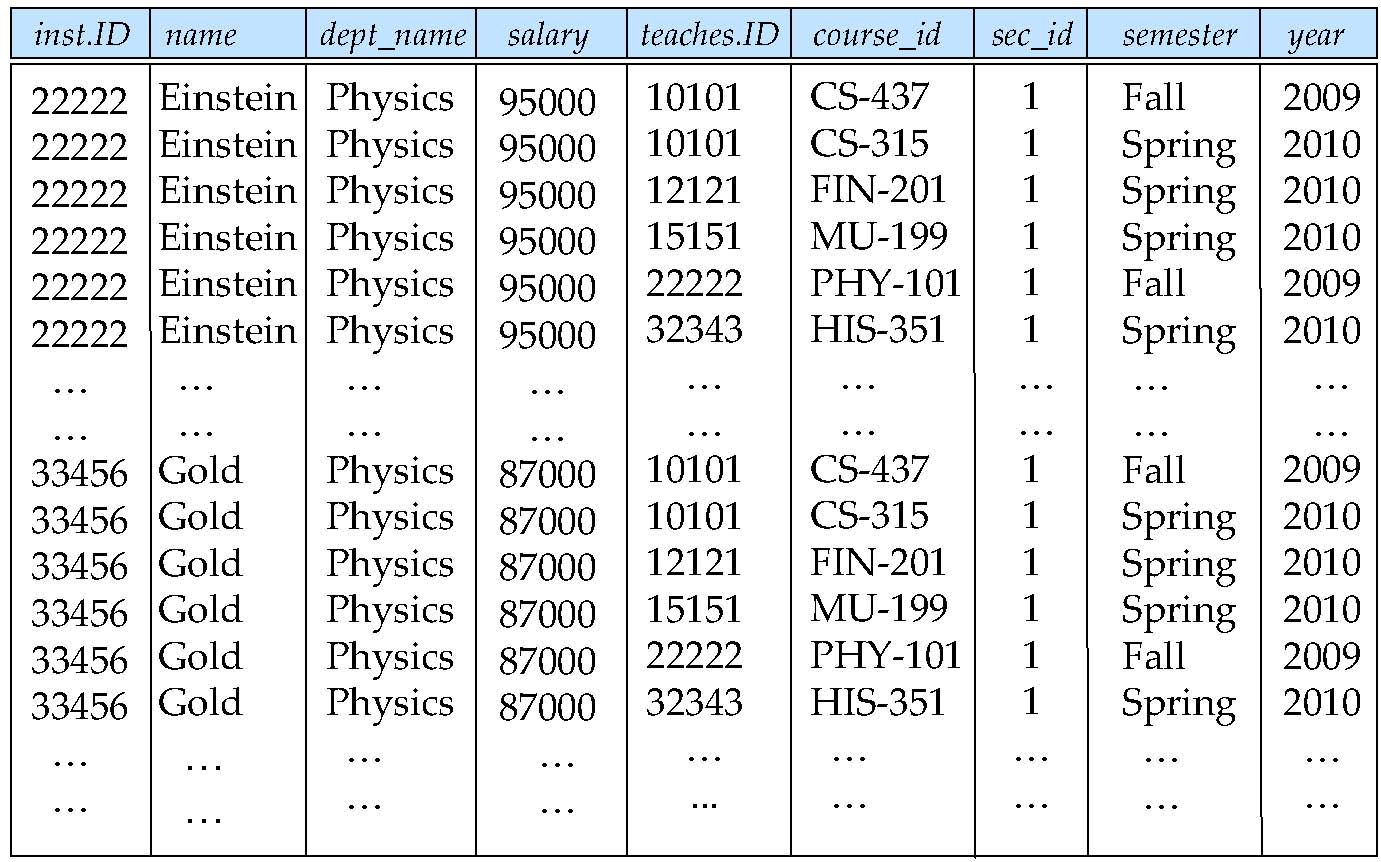 inst.ID name dept_name salary teaches.ID course_id sec_id semester year
22222 Einstein Physics 95000 10101 CS-437 1 Fall 2009
22222 Einstein Physics 95000 10101 CS-315 1 Spring 2010
22222 Einstein Physics 95000 12121 FIN-201 1 Spring 2010
22222 Einstein Physics 95000 15151 MU-199 1 Spring 2010
22222 Einstein Physics 95000 22222 PHY-101 1 Fall 2009
22222 Einstein Physics 95000 32343 HIS-351 1 Spring 2010
... ... ... ... ... ... ... ... ...
... ... ... ... ... ... ... ... ...
33456 Gold Physics 87000 10101 CS-437 1 Fall 2009
33456 Gold Physics 87000 10101 CS-315 1 Spring 2010
33456 Gold Physics 87000 12121 FIN-201 1 Spring 2010
33456 Gold Physics 87000 15151 MU-199 1 Spring 2010
33456 Gold Physics 87000 22222 PHY-101 1 Fall 2009
33456 Gold Physics 87000 32343 HIS-351 1 Spring 2010
... ... ... ... ... ... ... ... ...
... ... ... ... ... ... ... ... ...